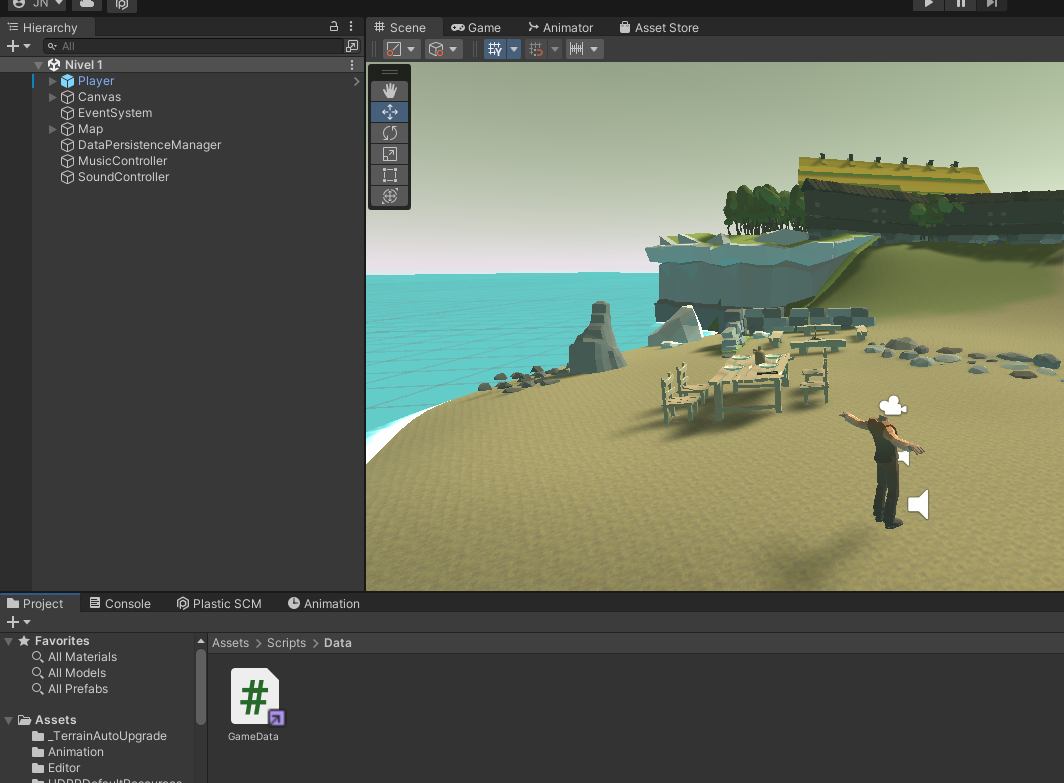 JN
Hierarchy
All
Nivel 1
Player
Canvas
EventSystem
Map
DataPersistenceManager
MusicController
SoundController
Scene
Game
Animator
Asset Store
Project
Console
Plastic SCM
Animation
Favorites
All Materials
All Models
All Prefabs
Assets
_TerrainAutoUpgrade
Animation
Editor
HDRPDefaultResources
Assets > Scripts > Data
GameData